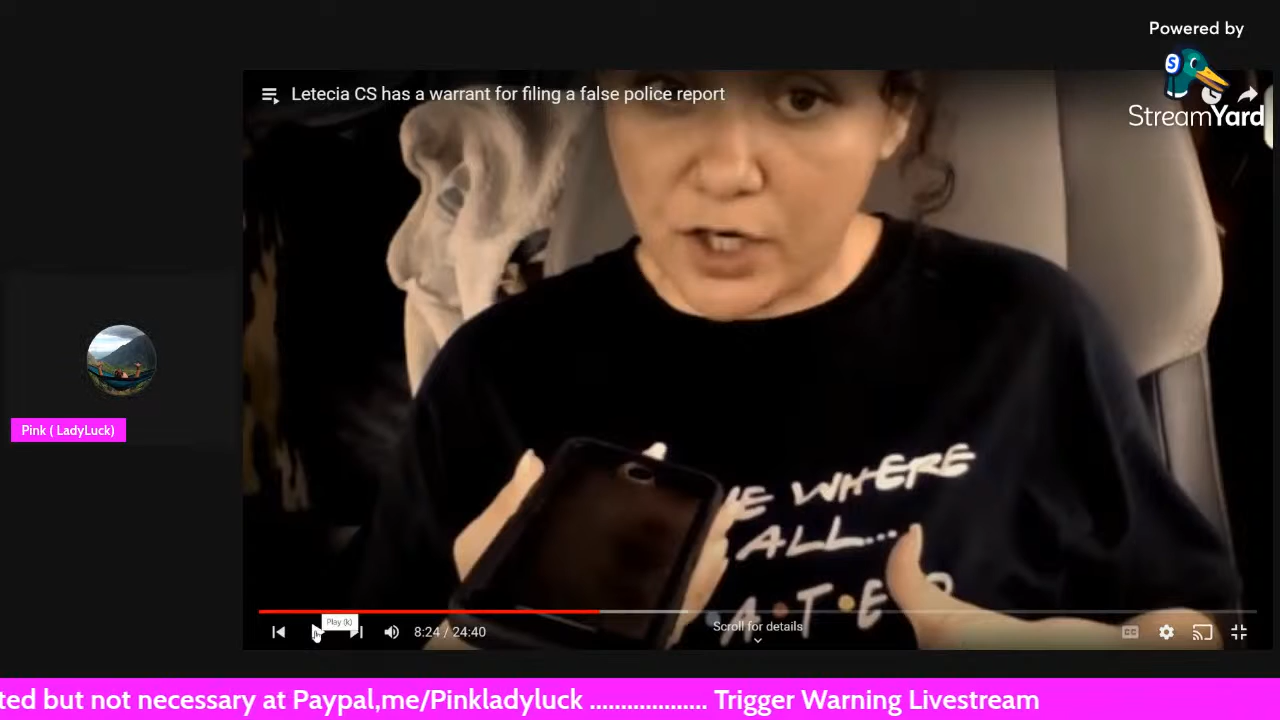 Powered by
StreamYard
Letecia CS has a warrant for filing a false police report
Pink ( LadyLuck)
WHERE
ALL...
Play (k)
8:24 / 24:40
Scroll for details
CC
ted but not necessary at Paypal,me/Pinkladyluck .................. Trigger Warning Livestream